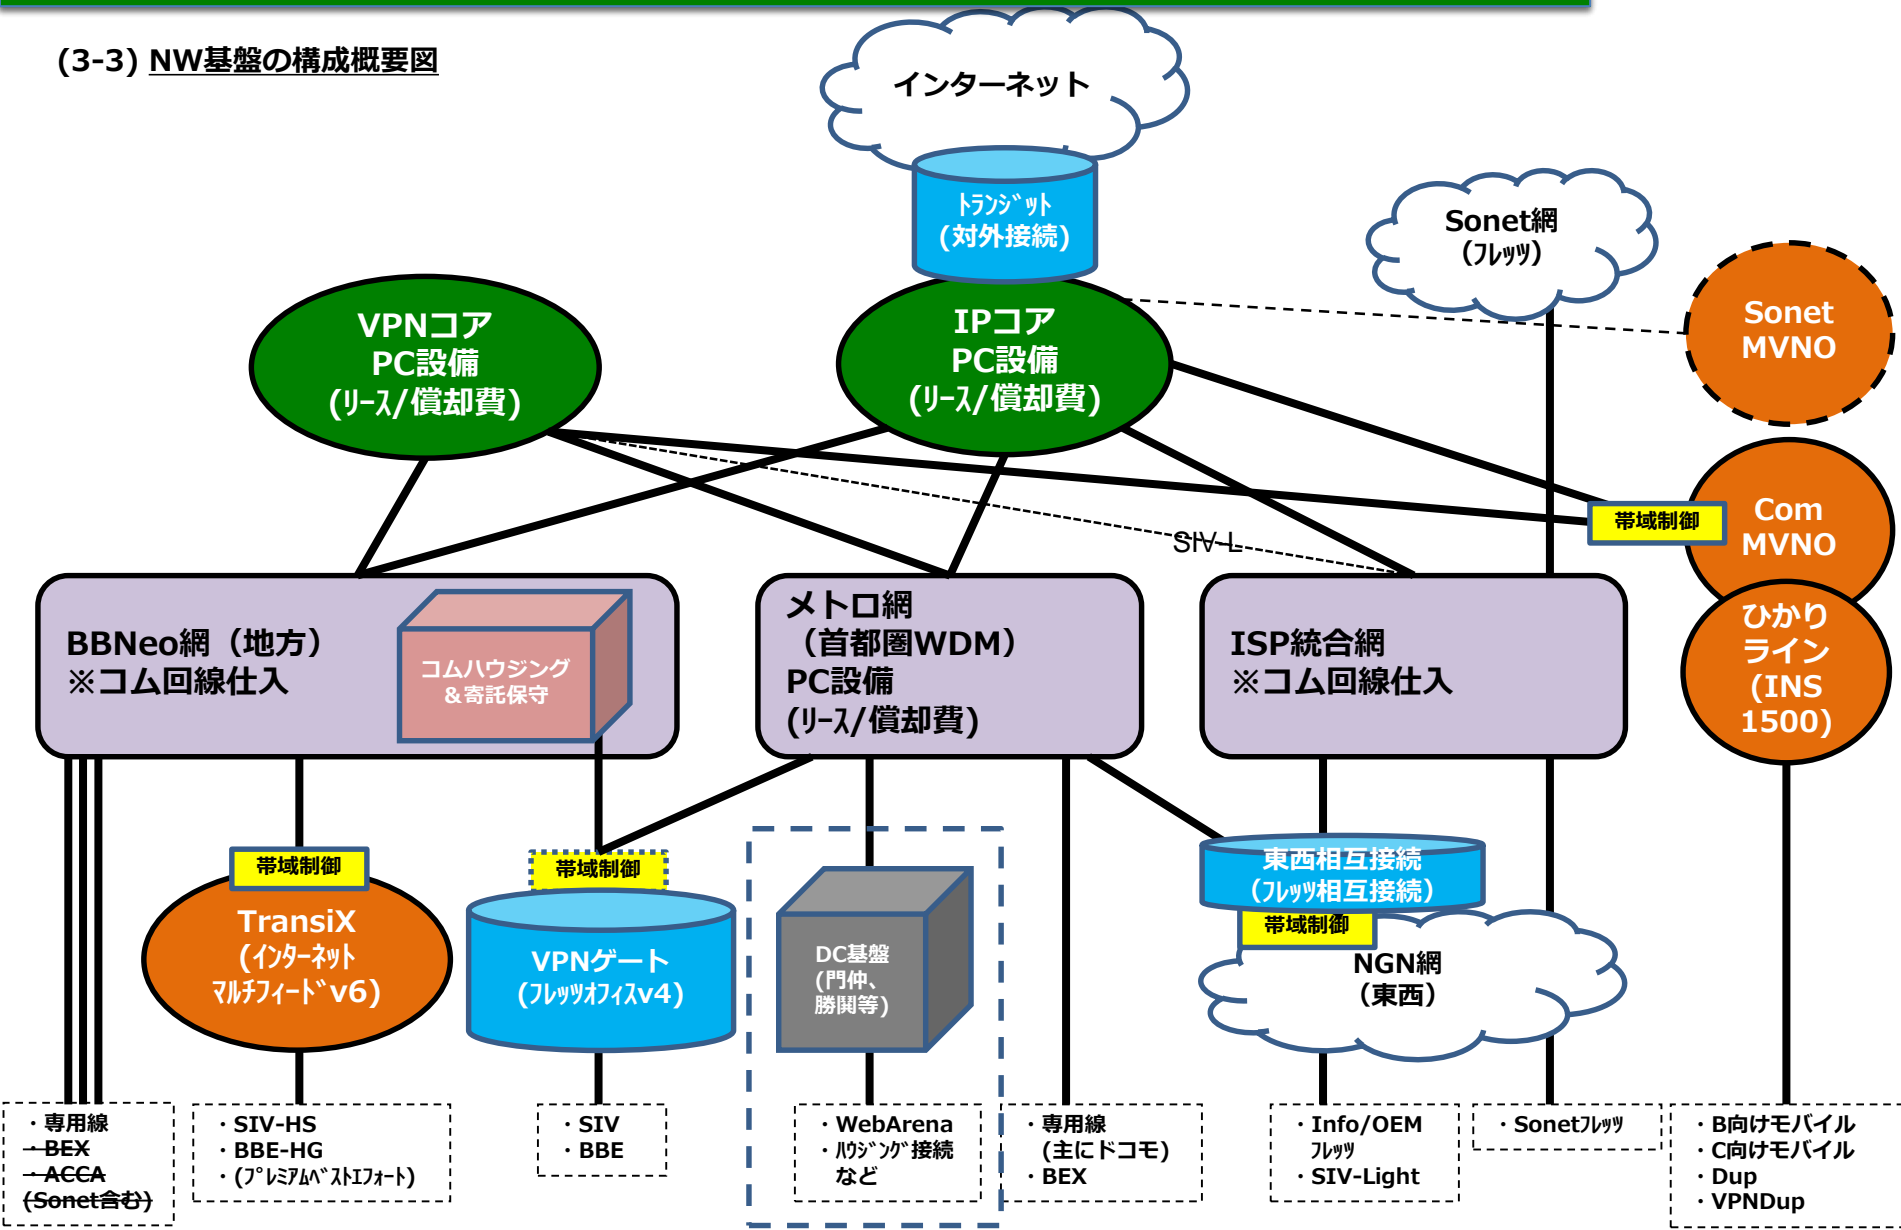 (3-3) NW基盤の構成概要図
インターネット
ﾄﾗﾝｼﾞｯﾄ
(対外接続)
Sonet網
（ﾌﾚｯﾂ）
VPNコア
PC設備
(ﾘｰｽ/償却費)
IPコア
PC設備
(ﾘｰｽ/償却費)
Sonet
MVNO
帯域制御
Com
MVNO
SIV-L
BBNeo網（地方）
※コム回線仕入
コムハウジング
＆寄託保守
メトロ網
（首都圏WDM）
PC設備
(ﾘｰｽ/償却費)
ISP統合網
※コム回線仕入
ひかり
ライン
(INS
1500)
帯域制御
TransiX
(ｲﾝﾀｰﾈｯﾄ
ﾏﾙﾁﾌｨｰﾄﾞv6)
帯域制御
VPNゲート
(ﾌﾚｯﾂｵﾌｨｽv4)
DC基盤
(門仲、
勝鬨等)
東西相互接続
（ﾌﾚｯﾂ相互接続）
帯域制御
NGN網
（東西）
・専用線
・BEX
・ACCA
(Sonet含む)
・SIV-HS
・BBE-HG
・(ﾌﾟﾚﾐｱﾑﾍﾞｽﾄｴﾌｫｰﾄ)
・SIV
・BBE
・WebArena
・ﾊｳｼﾞﾝｸﾞ接続
など
・専用線
(主にドコモ)
・BEX
・Info/OEM
ﾌﾚｯﾂ
・SIV-Light
・Sonetﾌﾚｯﾂ
・B向けモバイル
・C向けモバイル
・Dup
・VPNDup